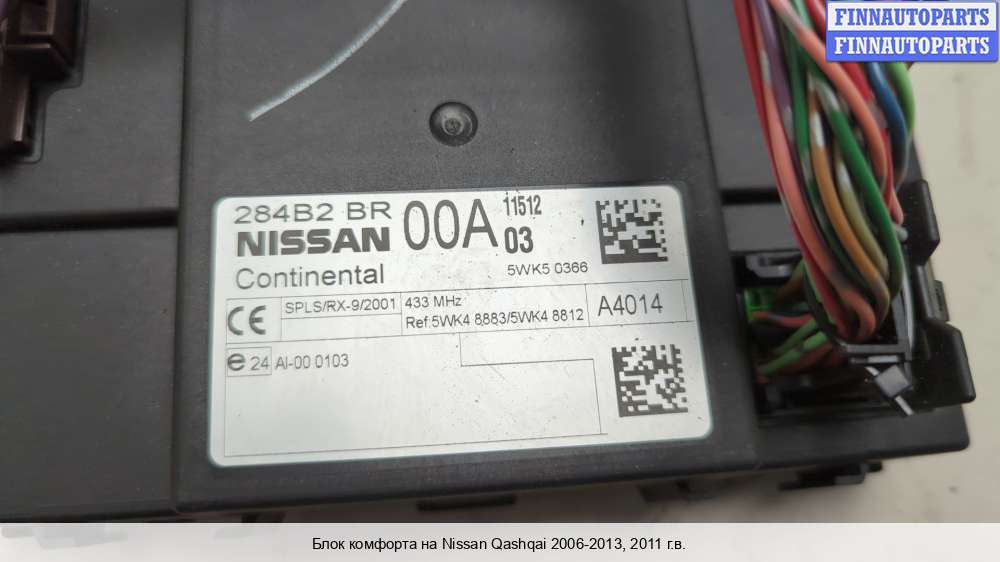 FINNAUTOPARTS
FINNAUTOPARTS
284B2 BR 00A 11512
NISSAN 03
Continental 5WK5 0366
CE SPLS/RX-9/2001 433 MHz
Ref:5WK4 8883/5WK4 8812 A4014
e 24 AI-00 0103
Блок комфорта на Nissan Qashqai 2006-2013, 2011 г.в.